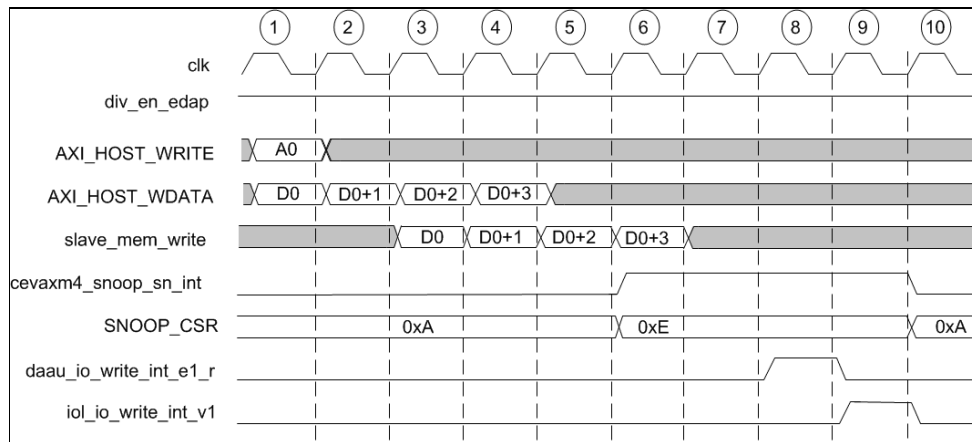 1 2 3 4 5 6 7 8 9 10
clk
div_en_edap
AXI_HOST_WRITE A0
AXI_HOST_WDATA D0 D0+1 D0+2 D0+3
slave_mem_write D0 D0+1 D0+2 D0+3
cevaxm4_snoop_sn_int
SNOOP_CSR 0xA 0xE 0xA
daau_io_write_int_e1_r
iol_io_write_int_v1